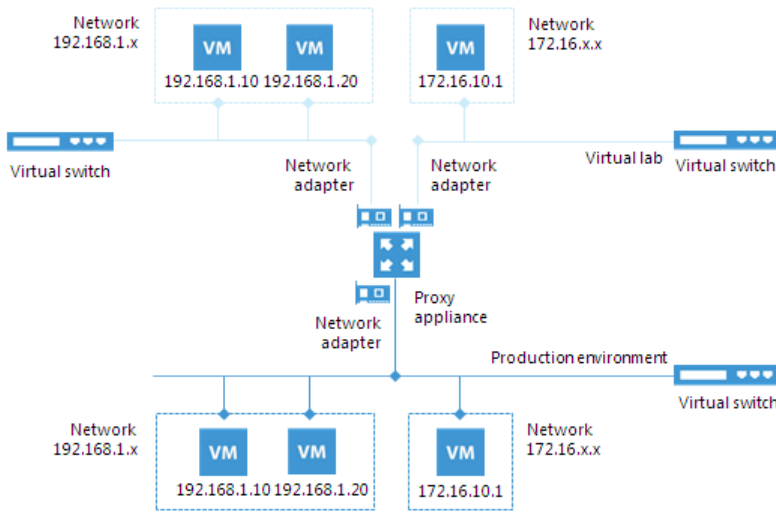 Network
192.168.1.x
VM
192.168.1.10
VM
192.168.1.20
VM
172.16.10.1
Network
172.16.x.x
Virtual switch
Network
adapter
Network
adapter
Virtual lab
Virtual switch
Proxy
appliance
Network
adapter
Production environment
Virtual switch
Network
192.168.1.x
VM
192.168.1.10
VM
192.168.1.20
VM
172.16.10.1
Network
172.16.x.x